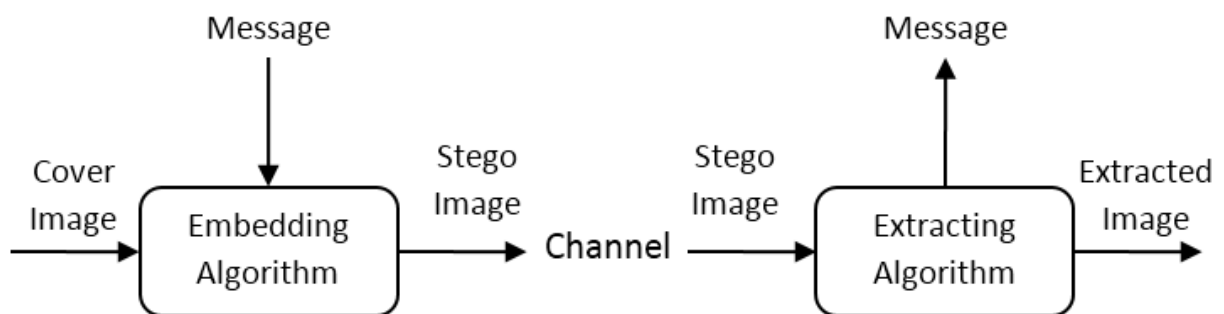 Message
Message
Cover
Image
Embedding
Algorithm
Stego
Image
Channel
Stego
Image
Extracting
Algorithm
Extracted
Image